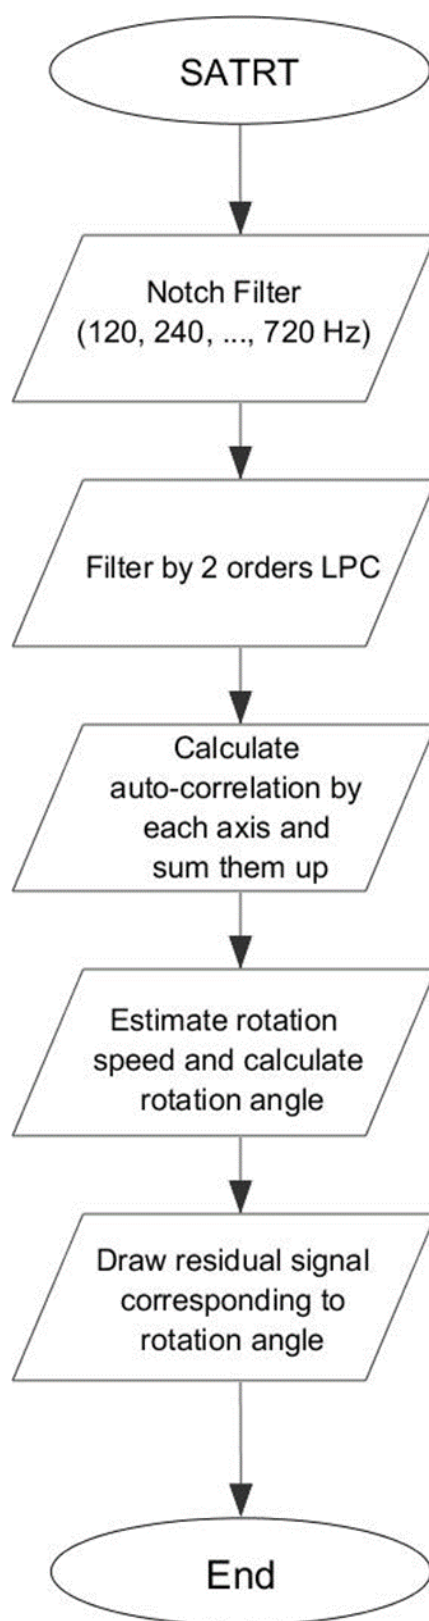 SATRT
Notch Filter
(120, 240, ..., 720 Hz)
Filter by 2 orders LPC
Calculate
auto-correlation by
each axis and
sum them up
Estimate rotation
speed and calculate
rotation angle
Draw residual signal
corresponding to
rotation angle
End